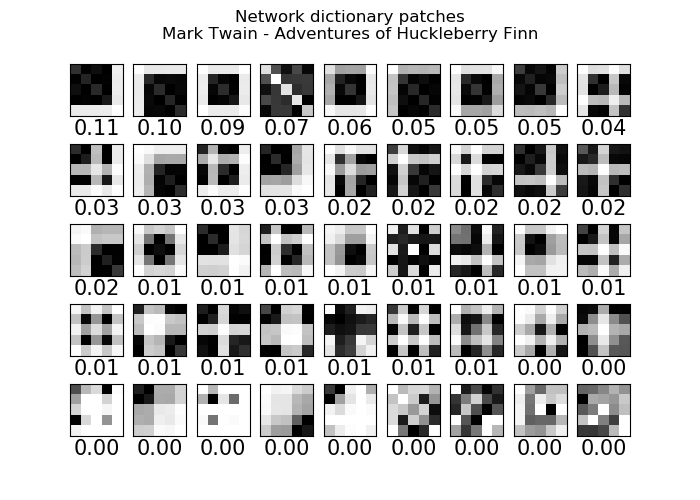 Network dictionary patches
Mark Twain - Adventures of Huckleberry Finn
0.11 0.10 0.09 0.07 0.06 0.05 0.05 0.05 0.04
0.03 0.03 0.03 0.03 0.02 0.02 0.02 0.02 0.02
0.02 0.01 0.01 0.01 0.01 0.01 0.01 0.01 0.01
0.01 0.01 0.01 0.01 0.01 0.01 0.01 0.00 0.00
0.00 0.00 0.00 0.00 0.00 0.00 0.00 0.00 0.00